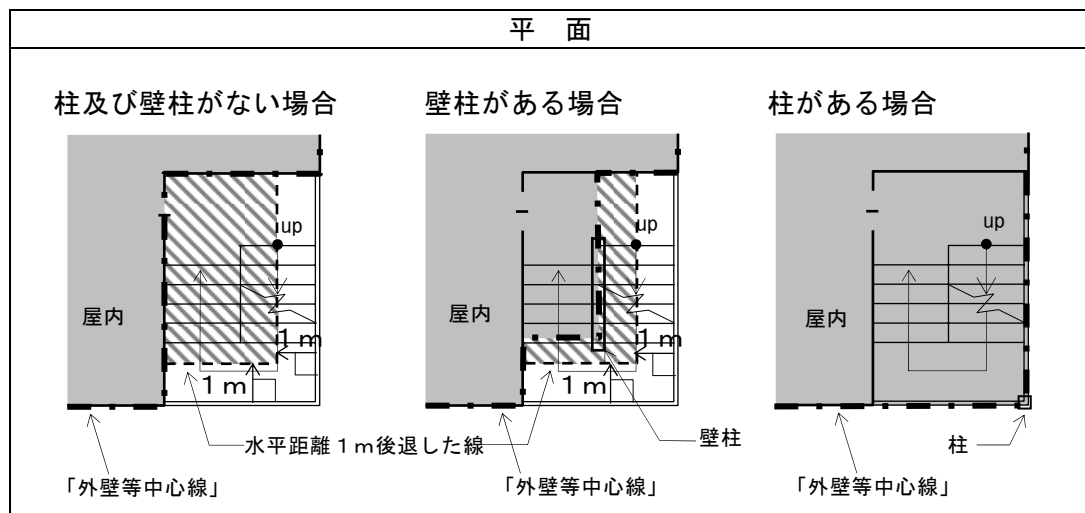 平 面
柱及び壁柱がない場合
up
屋内
1m
1m
「外壁等中心線」
水平距離1m後退した線
壁柱がある場合
up
屋内
1m
1m
壁柱
「外壁等中心線」
柱がある場合
up
屋内
柱
「外壁等中心線」